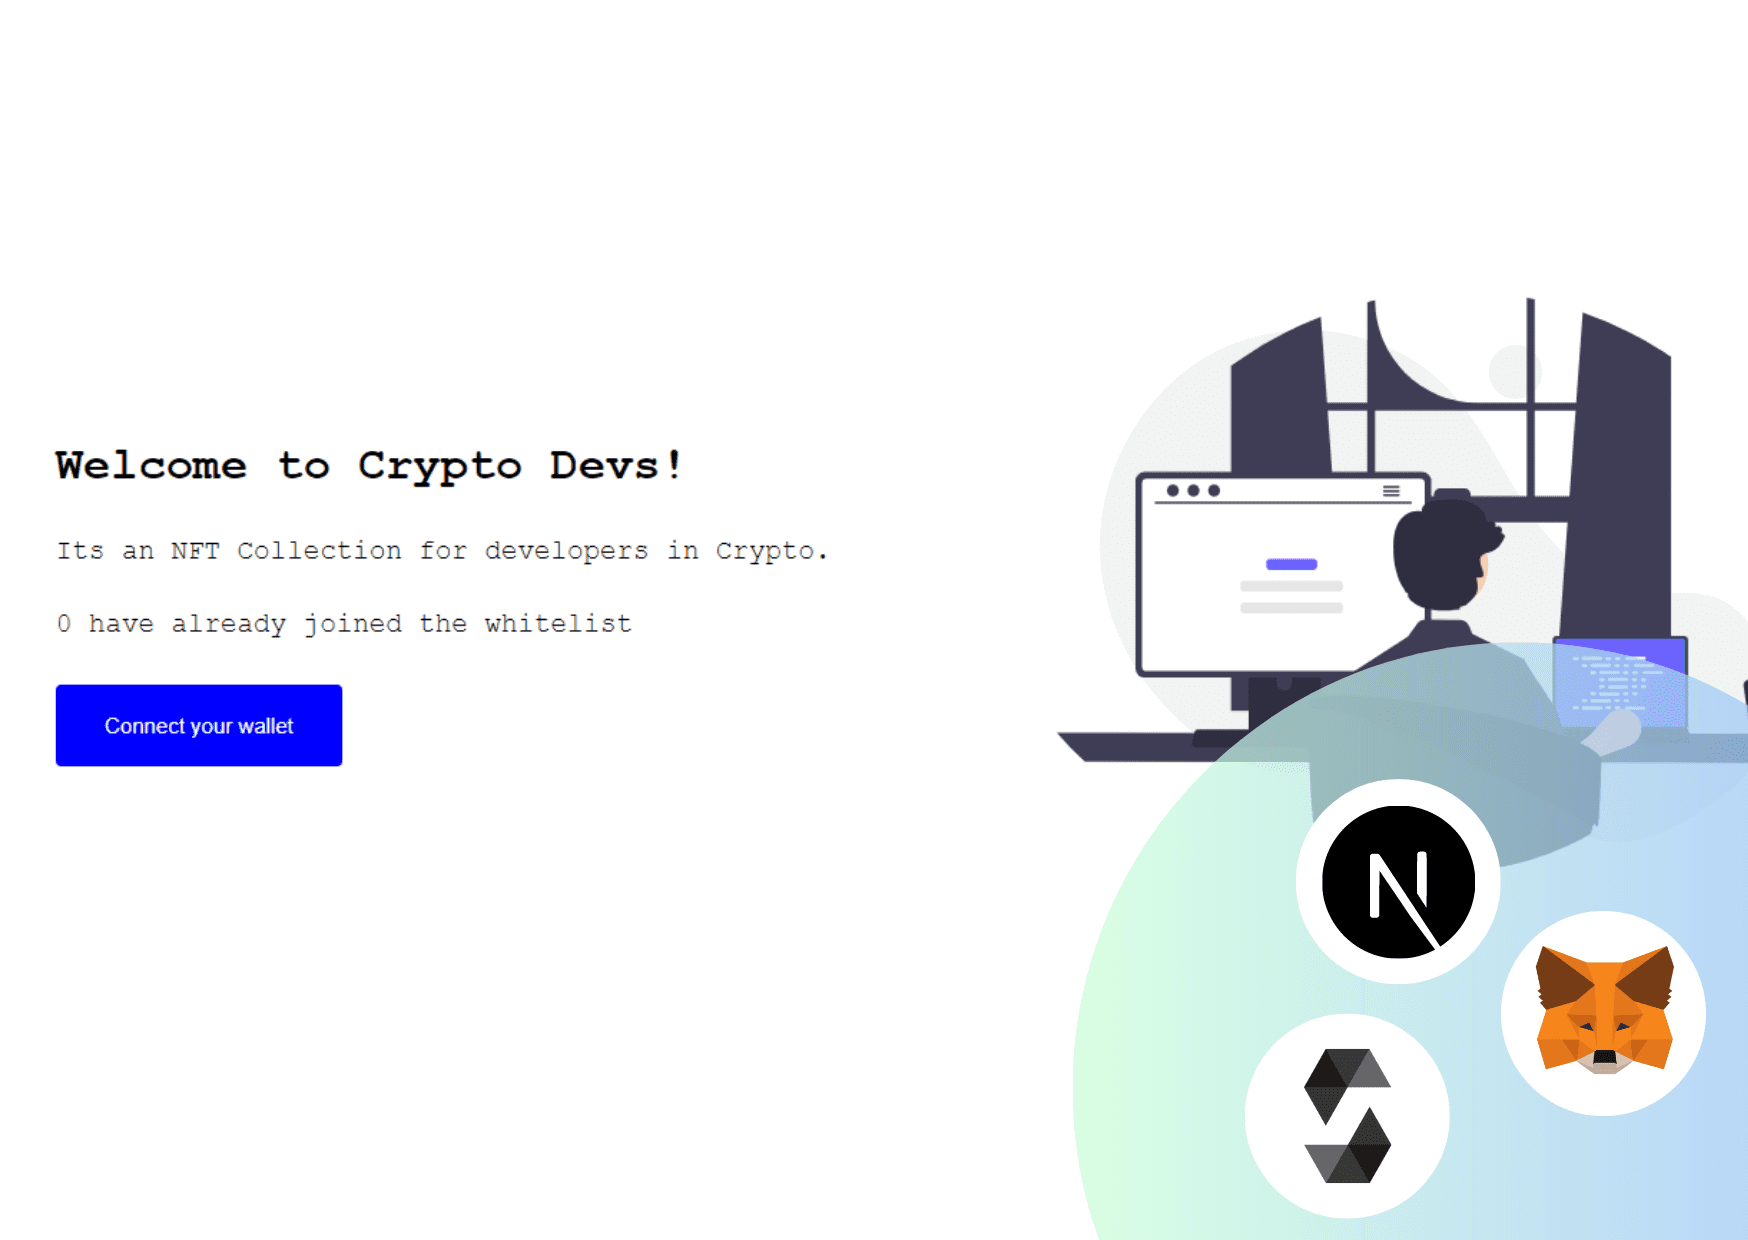 Welcome to Crypto Devs!
Its an NFT Collection for developers in Crypto.
0 have already joined the whitelist
Connect your wallet